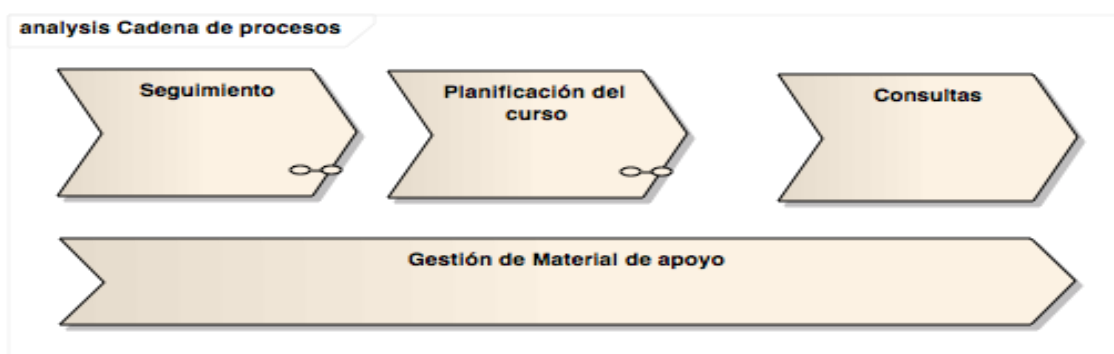 analysis Cadena de procesos
Seguimiento
Planificación del
curso
Consultas
Gestión de Material de apoyo